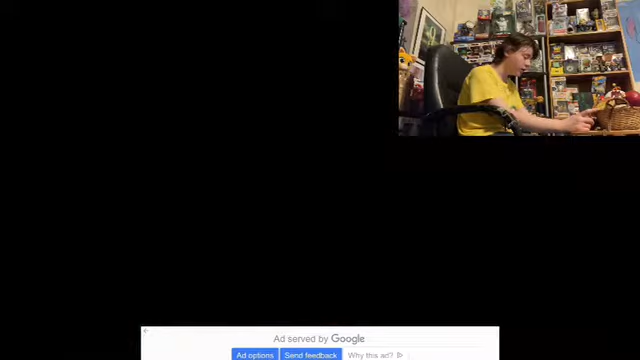 Ad served by Google
Ad options
Send feedback
Why this ad?